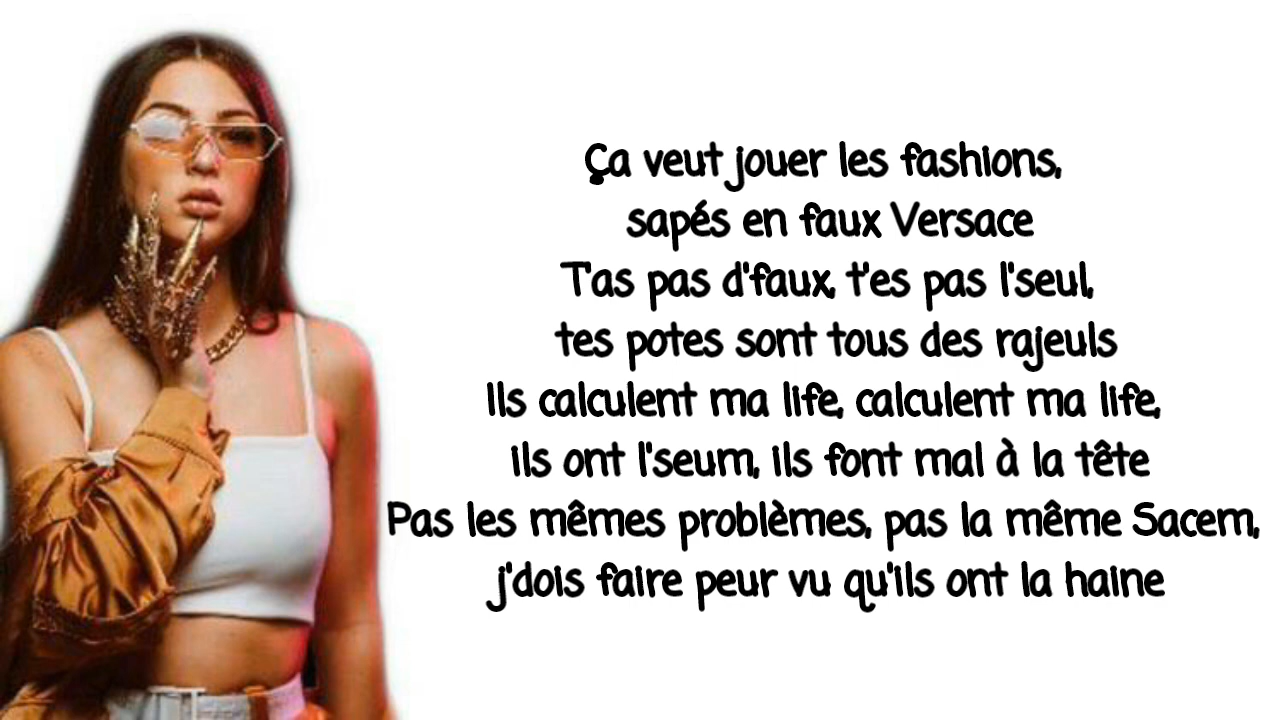 Ça veut jouer les fashions,
sapés en faux Versace
T'as pas d'faux, t'es pas l'seul,
tes potes sont tous des rajeuls
Ils calculent ma life, calculent ma life,
ils ont l'seum, ils font mal à la tête
Pas les mêmes problèmes, pas la même Sacem,
j'dois faire peur vu qu'ils ont la haine